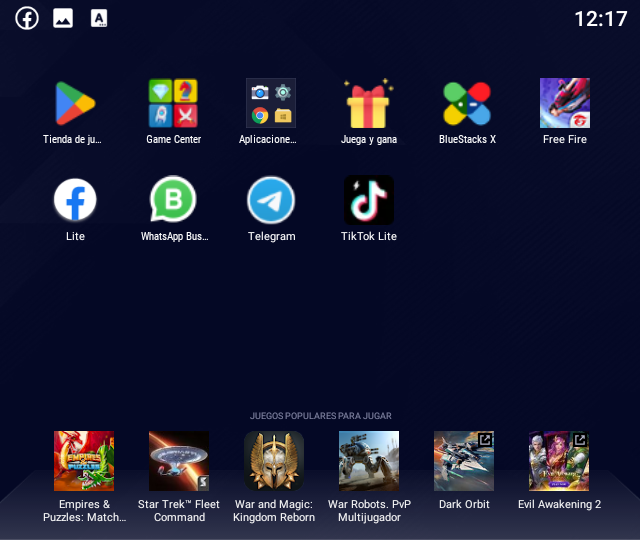 12:17
Tienda de ju...
Game Center
Aplicacione...
Juega y gana
BlueStacks X
Free Fire
Lite
WhatsApp Bus...
Telegram
TikTok Lite
JUEGOS POPULARES PARA JUGAR
Empires &
Puzzles: Match...
Star Trek™ Fleet
Command
War and Magic:
Kingdom Reborn
War Robots. PvP
Multijugador
Dark Orbit
Evil Awakening 2